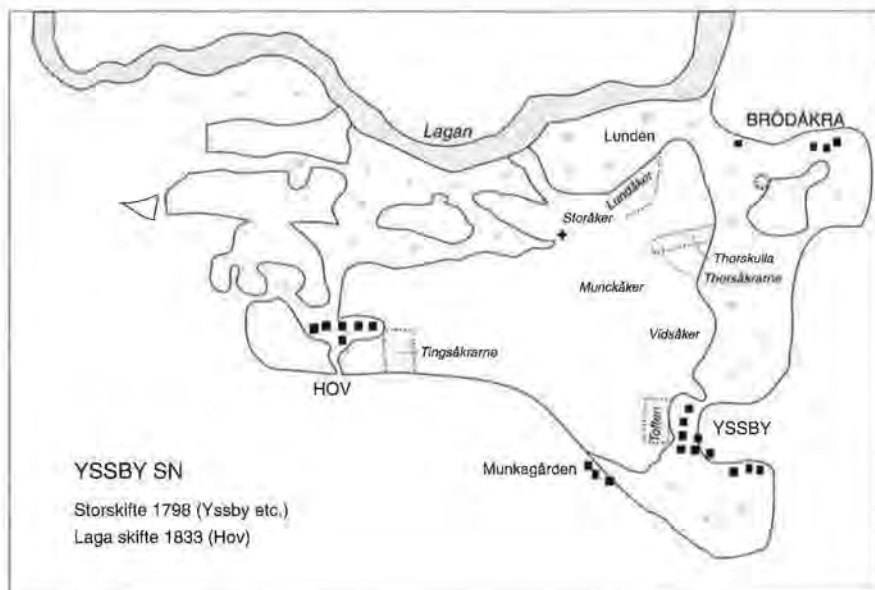 Lagan
Lunden
BRÖDÅKRA
Lundåker
Storåker
Thorskulla
Thorsåkrarne
Munckåker
Vidsåker
Tingsåkrarne
HOV
Toften
YSSBY
Munkagården
YSSBY SN
Storskifte 1798 (Yssby etc.)
Laga skifte 1833 (Hov)